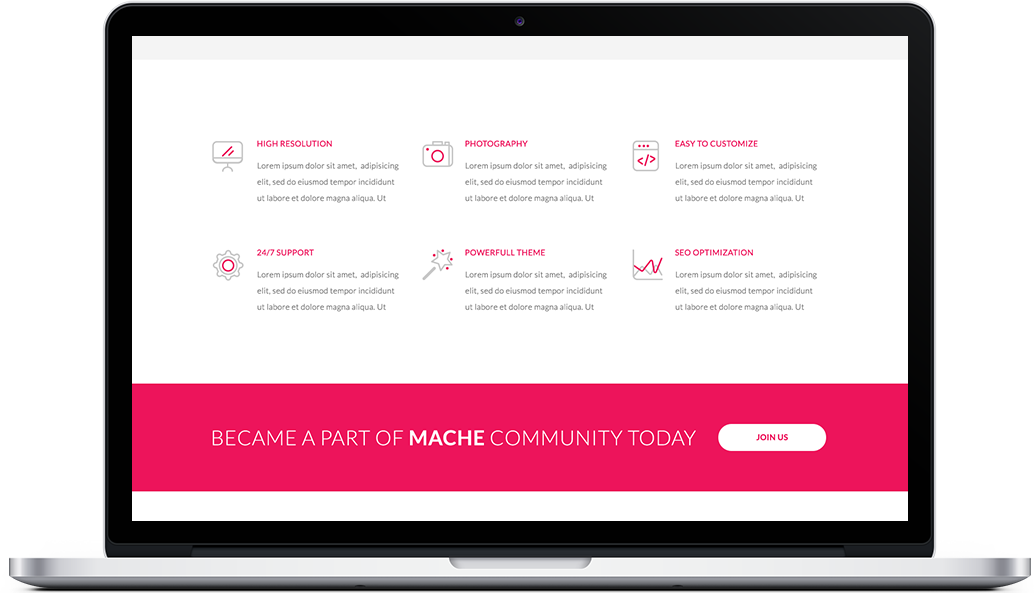 HIGH RESOLUTION
Lorem ipsum dolor sit amet, adipisicing
elit, sed do eiusmod tempor incididunt
ut labore et dolore magna aliqua. Ut
PHOTOGRAPHY
Lorem ipsum dolor sit amet, adipisicing
elit, sed do eiusmod tempor incididunt
ut labore et dolore magna aliqua. Ut
EASY TO CUSTOMIZE
Lorem ipsum dolor sit amet, adipisicing
elit, sed do eiusmod tempor incididunt
ut labore et dolore magna aliqua. Ut
24/7 SUPPORT
Lorem ipsum dolor sit amet, adipisicing
elit, sed do eiusmod tempor incididunt
ut labore et dolore magna aliqua. Ut
POWERFULL THEME
Lorem ipsum dolor sit amet, adipisicing
elit, sed do eiusmod tempor incididunt
ut labore et dolore magna aliqua. Ut
SEO OPTIMIZATION
Lorem ipsum dolor sit amet, adipisicing
elit, sed do eiusmod tempor incididunt
ut labore et dolore magna aliqua. Ut
BECAME A PART OF MACHE COMMUNITY TODAY
JOIN US